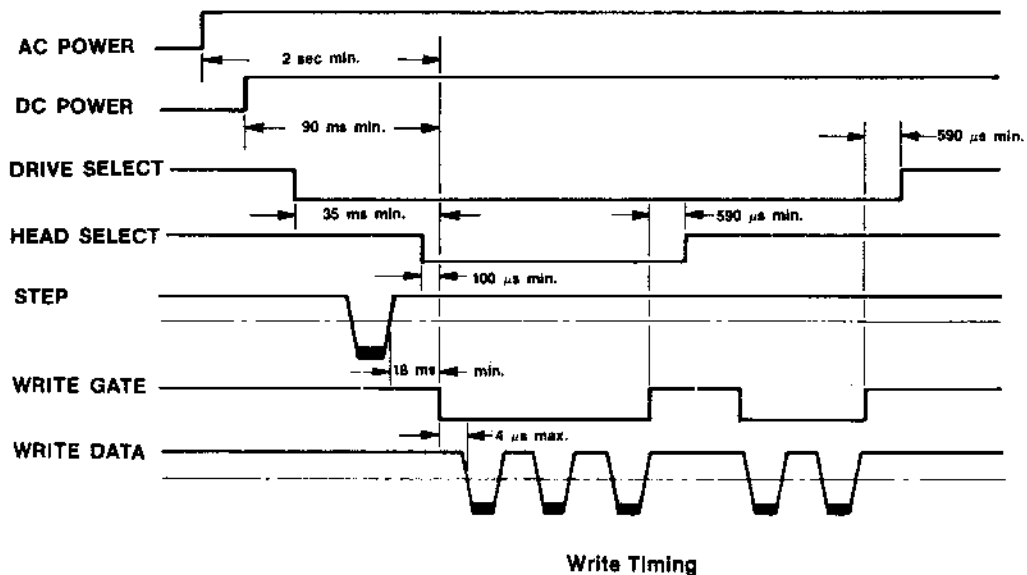 AC POWER
2 sec min.
DC POWER
90 ms min.
590 μs min.
DRIVE SELECT
35 ms min.
590 μs min.
HEAD SELECT
100 μs min.
STEP
18 ms min.
WRITE GATE
4 μs max.
WRITE DATA
Write Timing